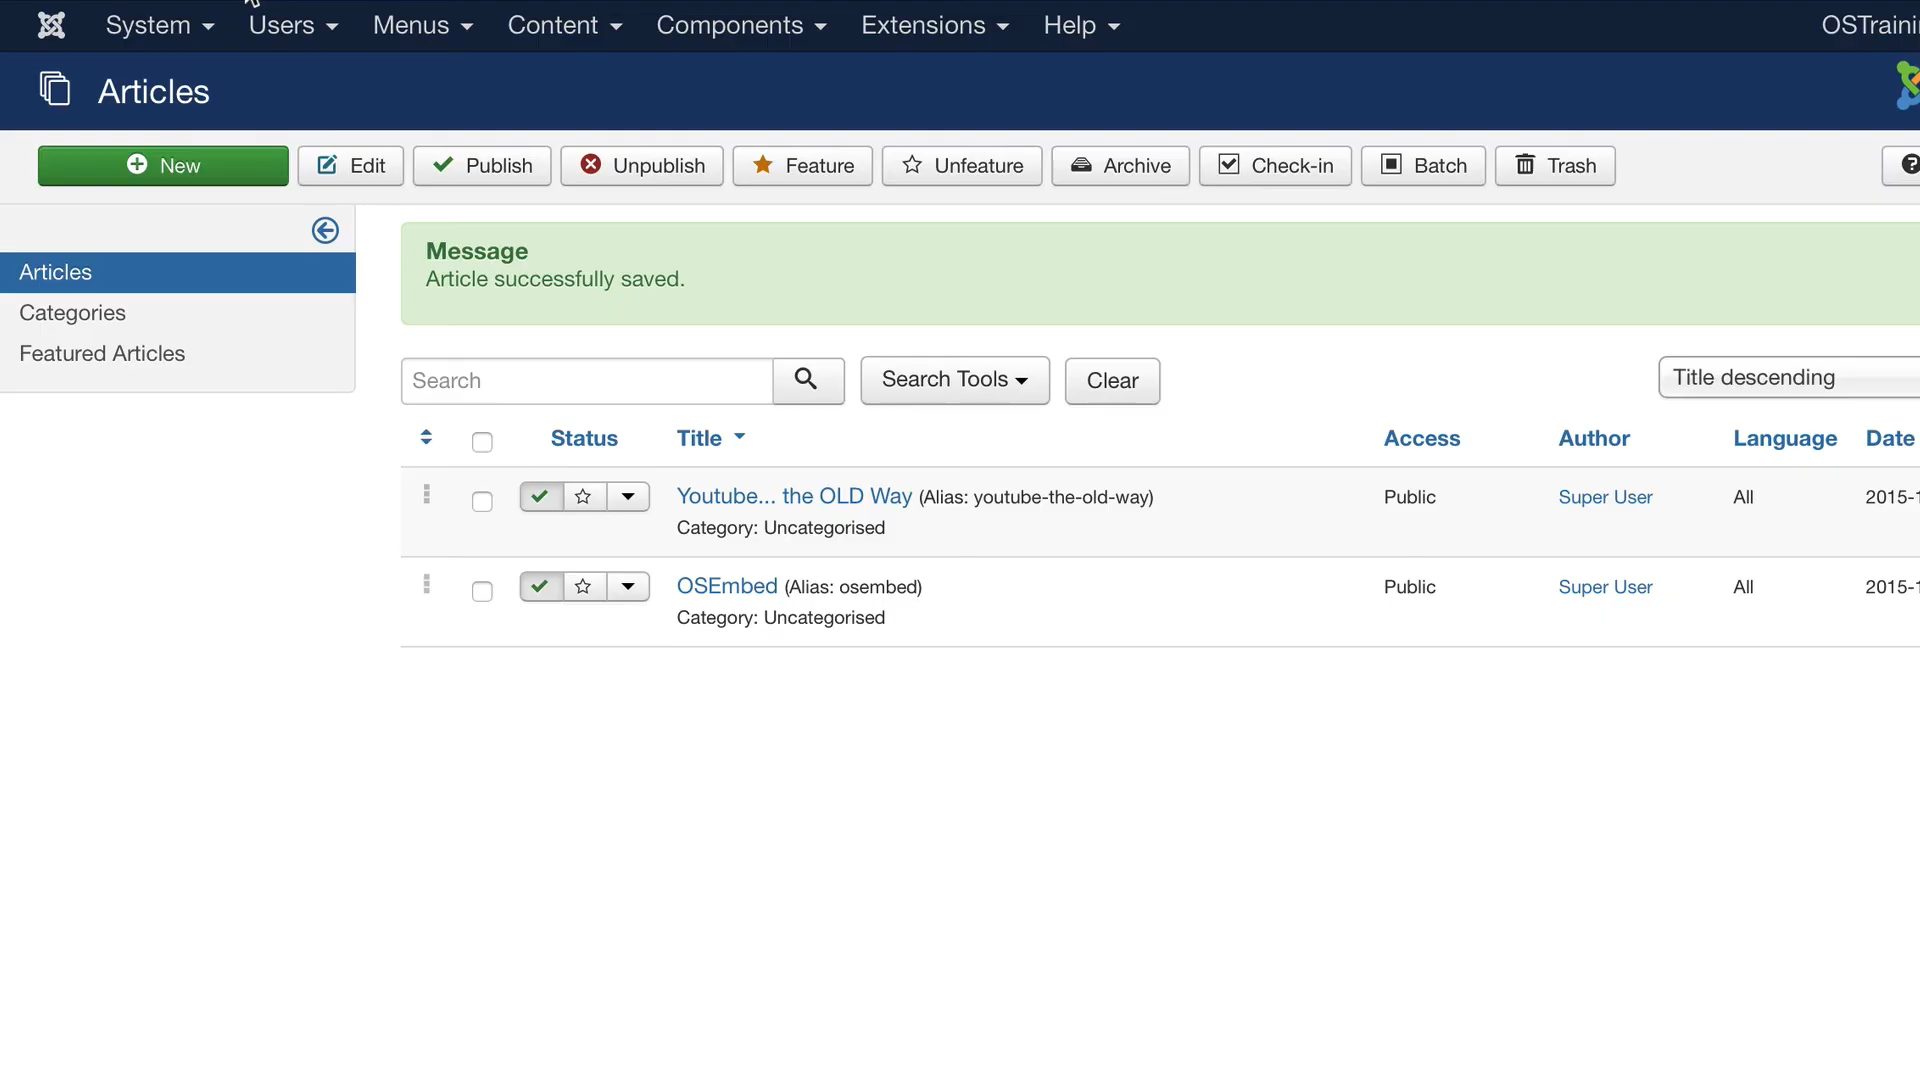 System Users Menus Content Components Extensions Help OSTraini
Articles
New Edit Publish Unpublish Feature Unfeature Archive Check-in Batch Trash
Articles
Categories
Featured Articles
Message
Article successfully saved.
Search Search Tools Clear Title descending
Status Title Access Author Language Date
Youtube... the OLD Way (Alias: youtube-the-old-way) Public Super User All 2015-1
Category: Uncategorised
OSEmbed (Alias: osembed) Public Super User All 2015-1
Category: Uncategorised